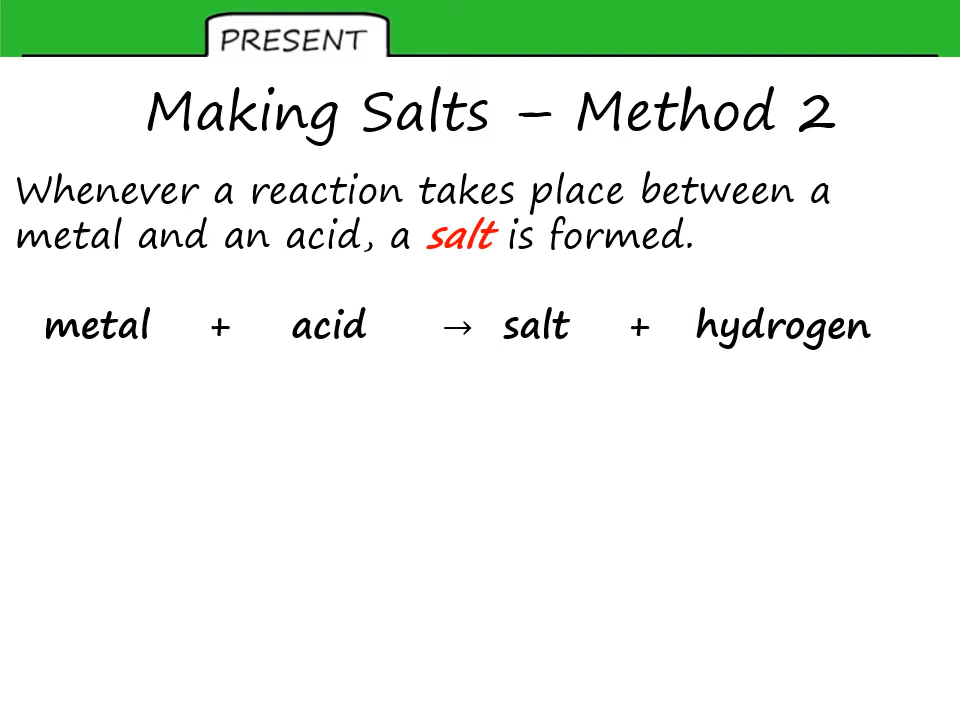 PRESENT
Making Salts – Method 2
Whenever a reaction takes place between a
metal and an acid, a salt is formed.
metal + acid → salt + hydrogen